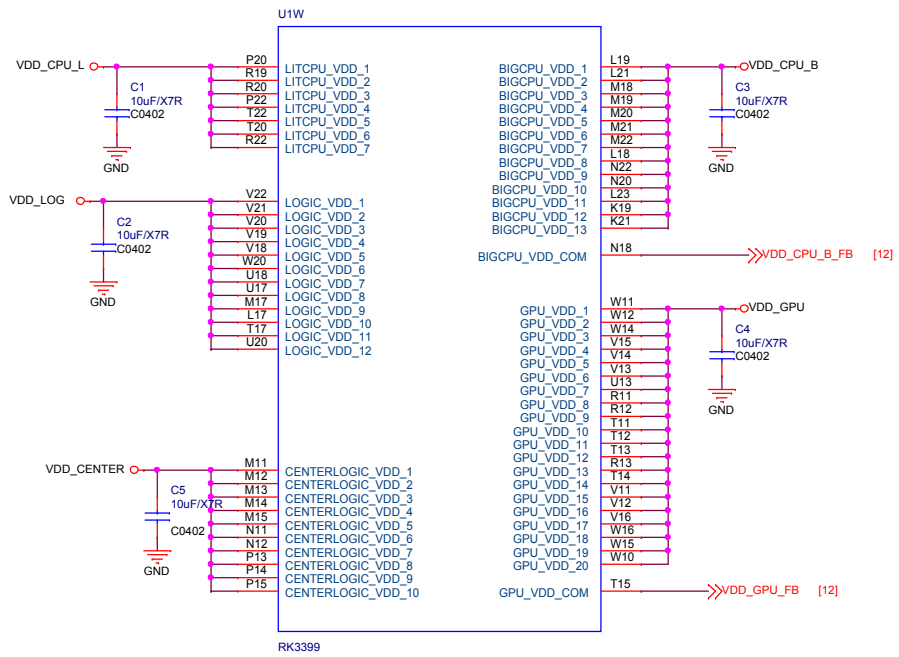 U1W
VDD_CPU_L
C1
10uF/X7R
C0402
GND
P20 LITCPU_VDD_1
R19 LITCPU_VDD_2
R20 LITCPU_VDD_3
P22 LITCPU_VDD_4
T22 LITCPU_VDD_5
T20 LITCPU_VDD_6
R22 LITCPU_VDD_7
VDD_LOG
C2
10uF/X7R
C0402
GND
V22 LOGIC_VDD_1
V21 LOGIC_VDD_2
V20 LOGIC_VDD_3
V19 LOGIC_VDD_4
V18 LOGIC_VDD_5
W20 LOGIC_VDD_6
U18 LOGIC_VDD_7
U17 LOGIC_VDD_8
M17 LOGIC_VDD_9
L17 LOGIC_VDD_10
T17 LOGIC_VDD_11
U20 LOGIC_VDD_12
VDD_CENTER
C5
10uF/X7R
C0402
GND
M11 CENTERLOGIC_VDD_1
M12 CENTERLOGIC_VDD_2
M13 CENTERLOGIC_VDD_3
M14 CENTERLOGIC_VDD_4
M15 CENTERLOGIC_VDD_5
N11 CENTERLOGIC_VDD_6
N12 CENTERLOGIC_VDD_7
P13 CENTERLOGIC_VDD_8
P14 CENTERLOGIC_VDD_9
P15 CENTERLOGIC_VDD_10
BIGCPU_VDD_1 L19
BIGCPU_VDD_2 L21
BIGCPU_VDD_3 M18
BIGCPU_VDD_4 M19
BIGCPU_VDD_5 M20
BIGCPU_VDD_6 M21
BIGCPU_VDD_7 M22
BIGCPU_VDD_8 L18
BIGCPU_VDD_9 N22
BIGCPU_VDD_10 N20
BIGCPU_VDD_11 L23
BIGCPU_VDD_12 K19
BIGCPU_VDD_13 K21
VDD_CPU_B
C3
10uF/X7R
C0402
GND
BIGCPU_VDD_COM N18 VDD_CPU_B_FB [12]
GPU_VDD_1 W11
GPU_VDD_2 W12
GPU_VDD_3 W14
GPU_VDD_4 V15
GPU_VDD_5 V14
GPU_VDD_6 V13
GPU_VDD_7 U13
GPU_VDD_8 R11
GPU_VDD_9 R12
GPU_VDD_10 T11
GPU_VDD_11 T12
GPU_VDD_12 T13
GPU_VDD_13 R13
GPU_VDD_14 T14
GPU_VDD_15 V11
GPU_VDD_16 V12
GPU_VDD_17 V16
GPU_VDD_18 W16
GPU_VDD_19 W15
GPU_VDD_20 W10
VDD_GPU
C4
10uF/X7R
C0402
GND
GPU_VDD_COM T15 VDD_GPU_FB [12]
RK3399